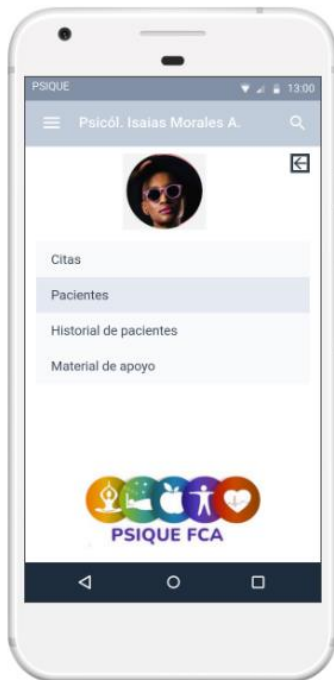 PSIQUE 13:00
Psicól. Isaias Morales A.
Citas
Pacientes
Historial de pacientes
Material de apoyo
PSIQUE FCA